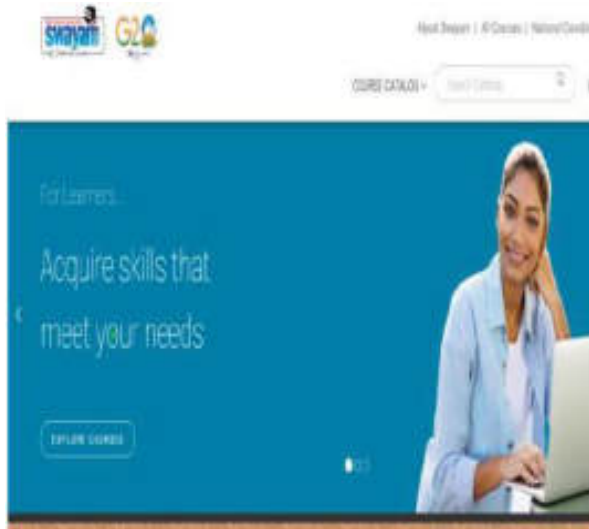 swayam G20
About Swayam | All Courses | National
COURSE CATALOG
For Learners...
Acquire skills that
meet your needs
EXPLORE COURSES